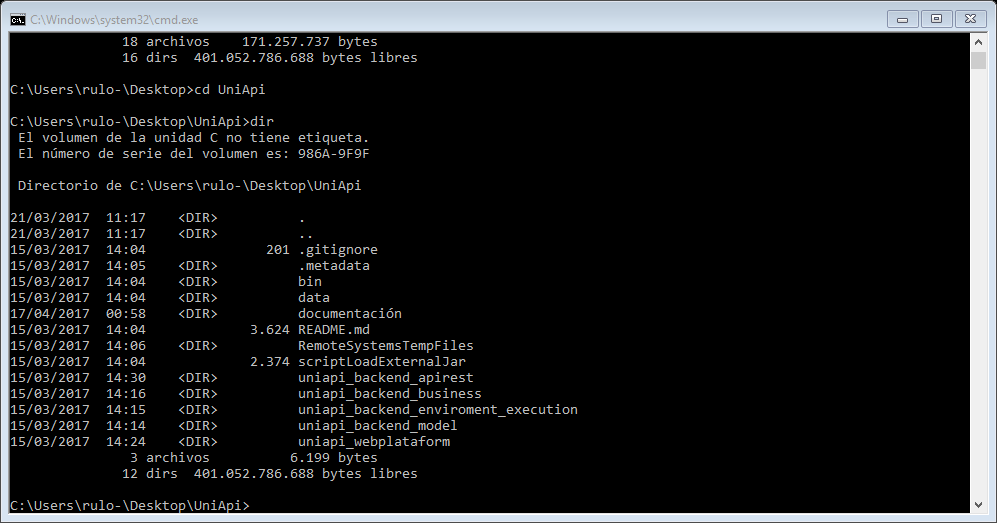 C:\Windows\system32\cmd.exe
18 archivos    171.257.737 bytes
16 dirs  401.052.786.688 bytes libres
C:\Users\rulo-\Desktop>cd UniApi
C:\Users\rulo-\Desktop\UniApi>dir
El volumen de la unidad C no tiene etiqueta.
El número de serie del volumen es: 986A-9F9F
Directorio de C:\Users\rulo-\Desktop\UniApi
21/03/2017  11:17    <DIR>          .
21/03/2017  11:17    <DIR>          ..
15/03/2017  14:04               201 .gitignore
15/03/2017  14:05    <DIR>          .metadata
15/03/2017  14:04    <DIR>          bin
15/03/2017  14:04    <DIR>          data
17/04/2017  00:58    <DIR>          documentación
15/03/2017  14:04             3.624 README.md
15/03/2017  14:06    <DIR>          RemoteSystemsTempFiles
15/03/2017  14:04             2.374 scriptLoadExternalJar
15/03/2017  14:30    <DIR>          uniapi_backend_apirest
15/03/2017  14:16    <DIR>          uniapi_backend_business
15/03/2017  14:15    <DIR>          uniapi_backend_enviroment_execution
15/03/2017  14:14    <DIR>          uniapi_backend_model
15/03/2017  14:24    <DIR>          uniapi_webplataform
3 archivos          6.199 bytes
12 dirs  401.052.786.688 bytes libres
C:\Users\rulo-\Desktop\UniApi>